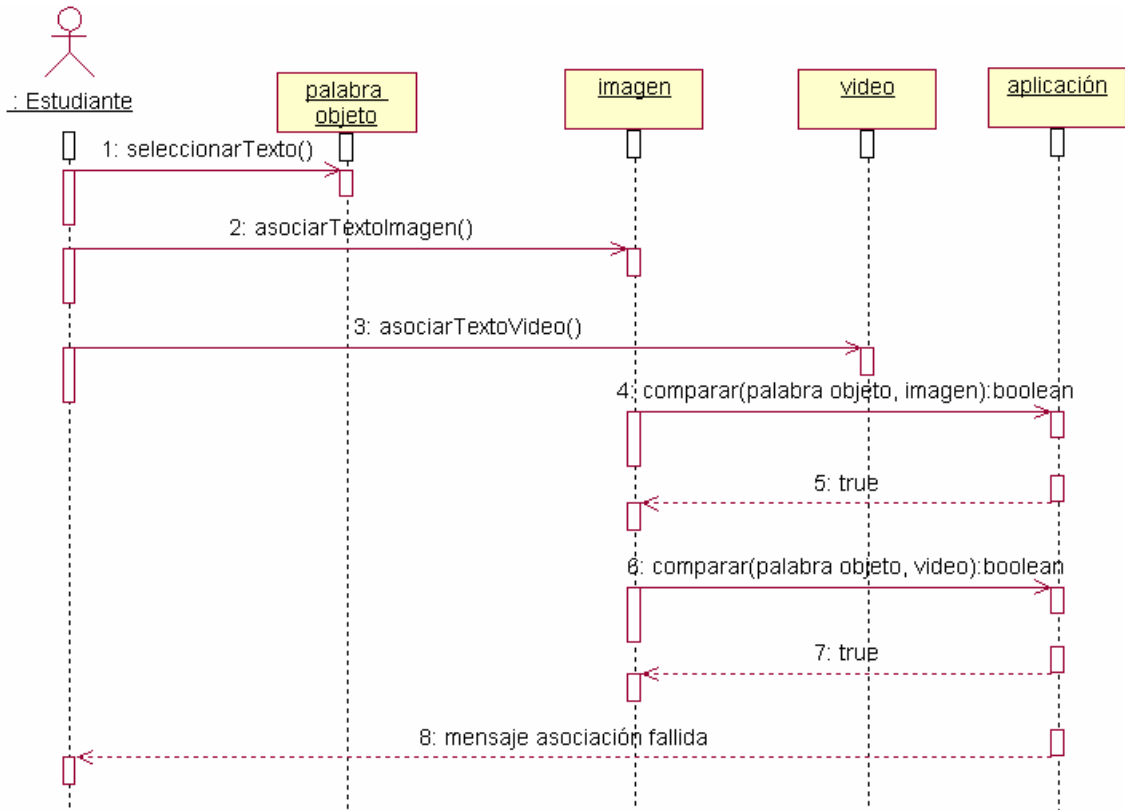 : Estudiante
palabra
objeto
imagen
video
aplicación
1: seleccionarTexto()
2: asociarTextoImagen()
3: asociarTextoVideo()
4: comparar(palabra objeto, imagen):boolean
5: true
6: comparar(palabra objeto, video):boolean
7: true
8: mensaje asociación fallida